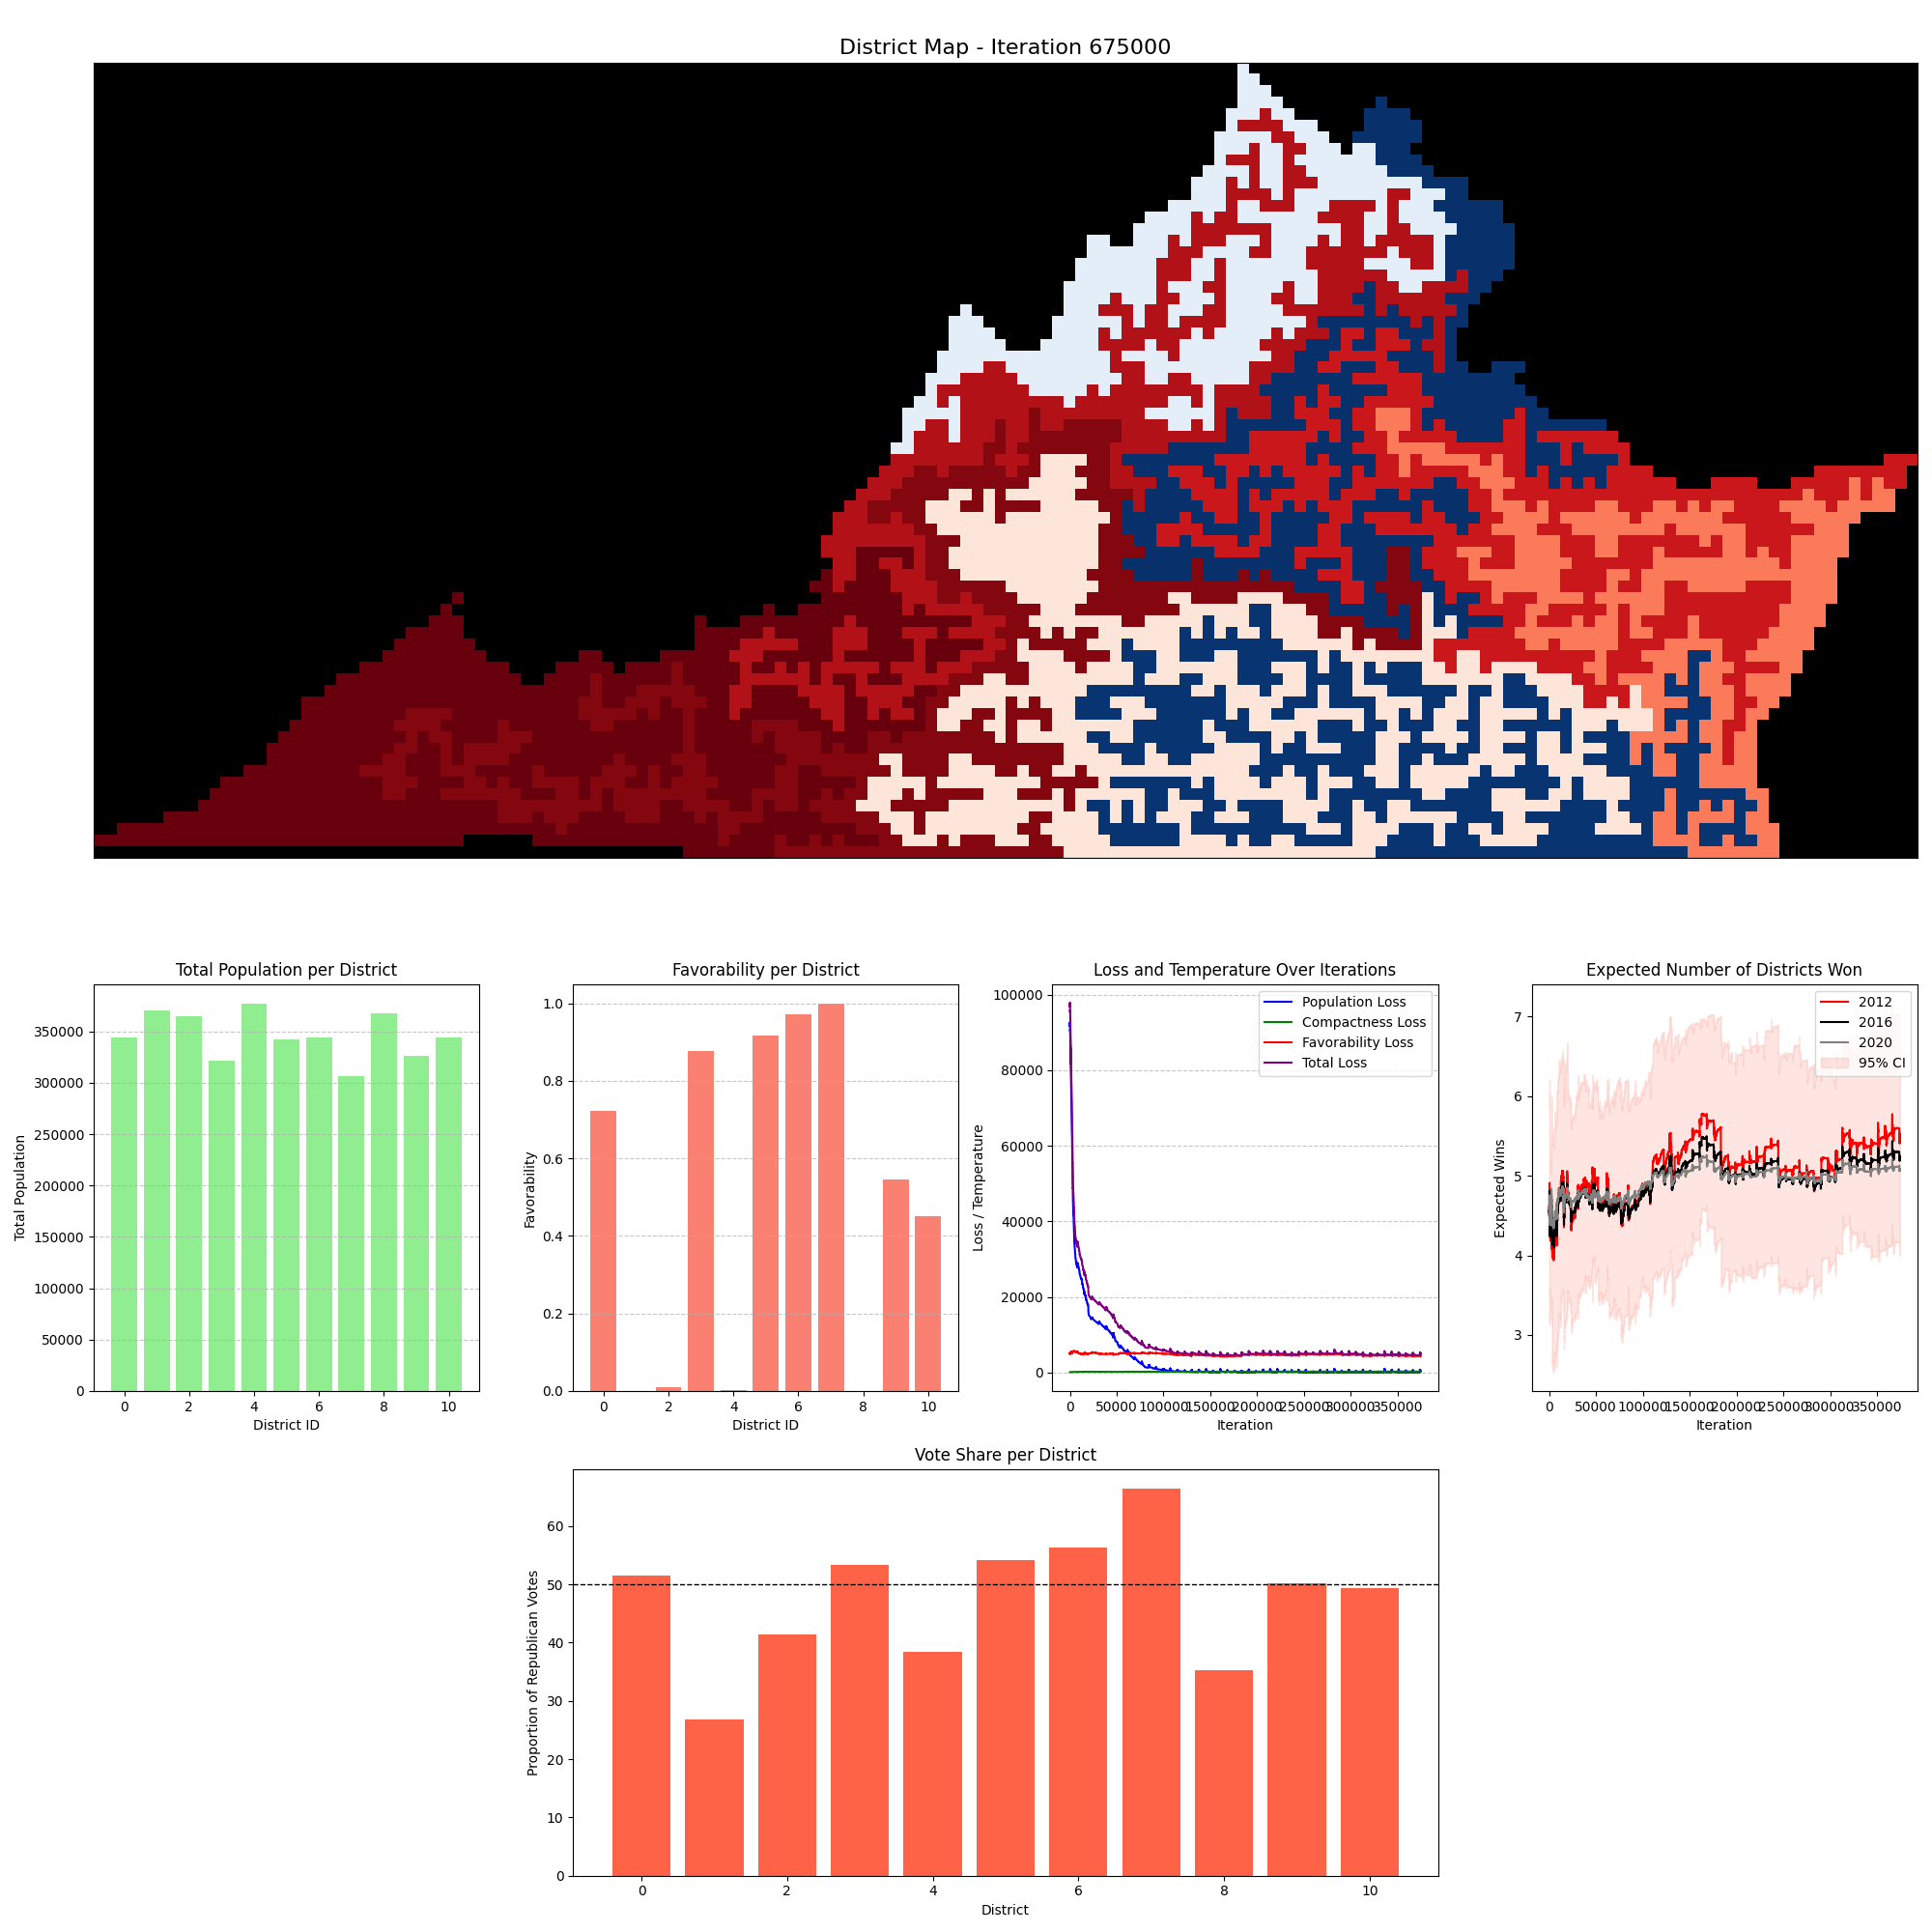 District Map - Iteration 675000
Total Population per District
Total Population
350000
300000
250000
200000
150000
100000
50000
0
0 2 4 6 8 10
District ID
Favorability per District
Favorability
1.0
0.8
0.6
0.4
0.2
0.0
0 2 4 6 8 10
District ID
Loss and Temperature Over Iterations
Loss / Temperature
100000
80000
60000
40000
20000
0
Population Loss
Compactness Loss
Favorability Loss
Total Loss
0 50000 100000 150000 200000 250000 300000 350000
Iteration
Expected Number of Districts Won
Expected Wins
7
6
5
4
3
2012
2016
2020
95% CI
0 50000 100000 150000 200000 250000 300000 350000
Iteration
Vote Share per District
Proportion of Republican Votes
60
50
40
30
20
10
0
0 2 4 6 8 10
District